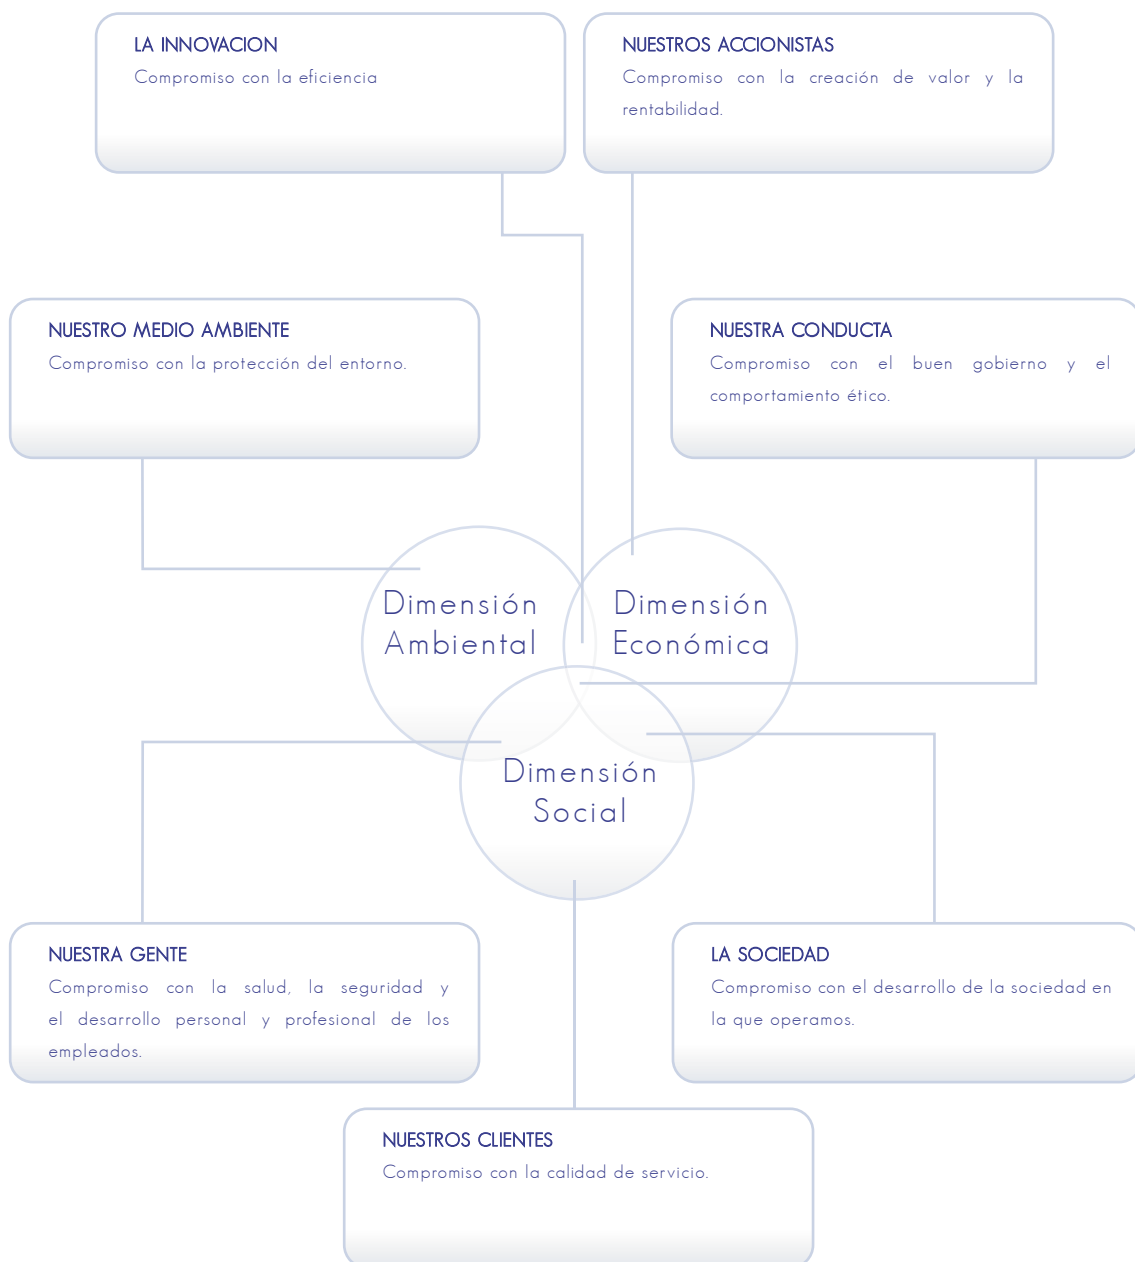 LA INNOVACION
Compromiso con la eficiencia
NUESTROS ACCIONISTAS
Compromiso con la creación de valor y la
rentabilidad.
NUESTRO MEDIO AMBIENTE
Compromiso con la protección del entorno.
NUESTRA CONDUCTA
Compromiso con el buen gobierno y el
comportamiento ético.
Dimensión
Ambiental
Dimensión
Económica
Dimensión
Social
NUESTRA GENTE
Compromiso con la salud, la seguridad y
el desarrollo personal y profesional de los
empleados.
LA SOCIEDAD
Compromiso con el desarrollo de la sociedad en
la que operamos.
NUESTROS CLIENTES
Compromiso con la calidad de servicio.